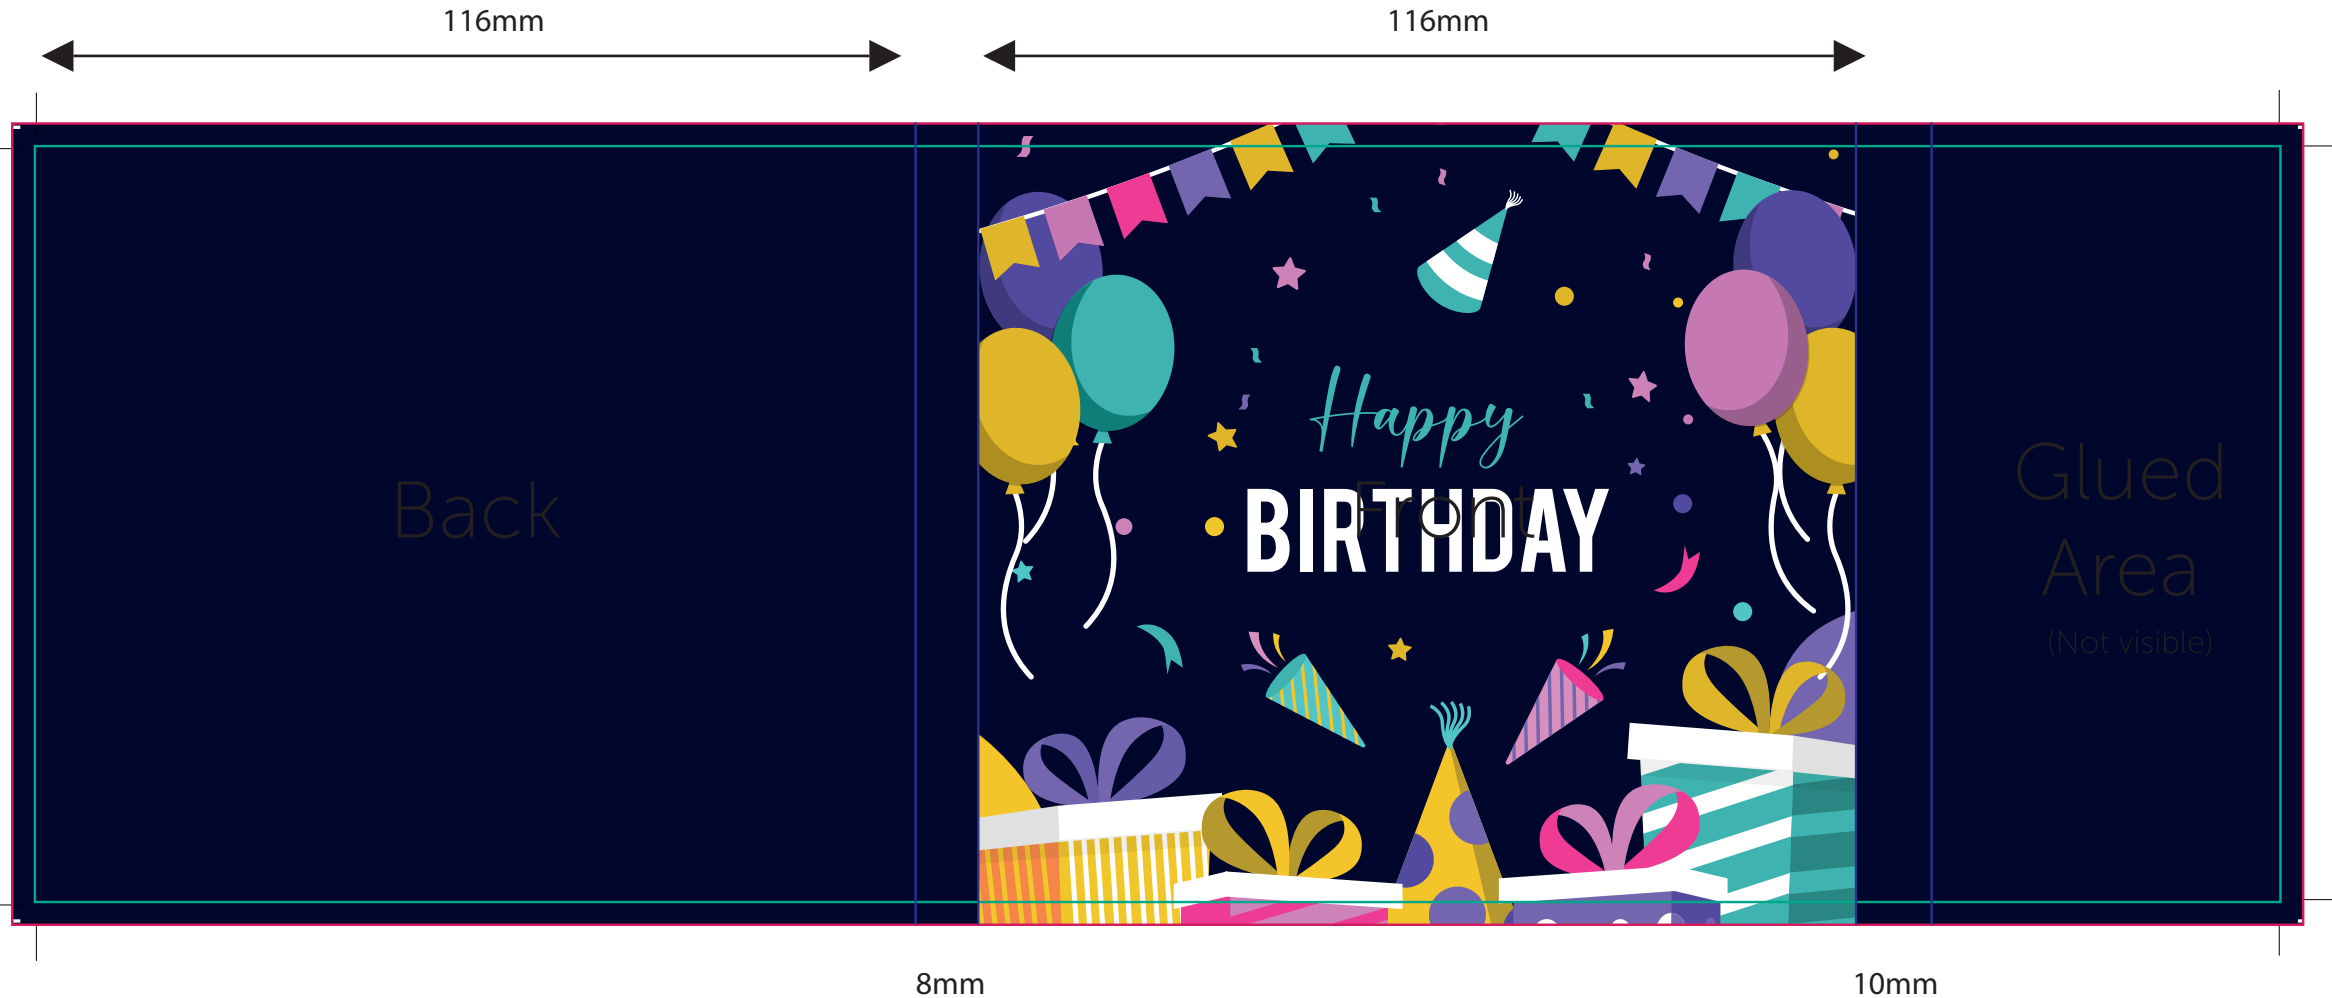 116mm
116mm
Back
Happy
BIRTHDAY
Front
Glued
Area
(Not visible)
8mm
10mm